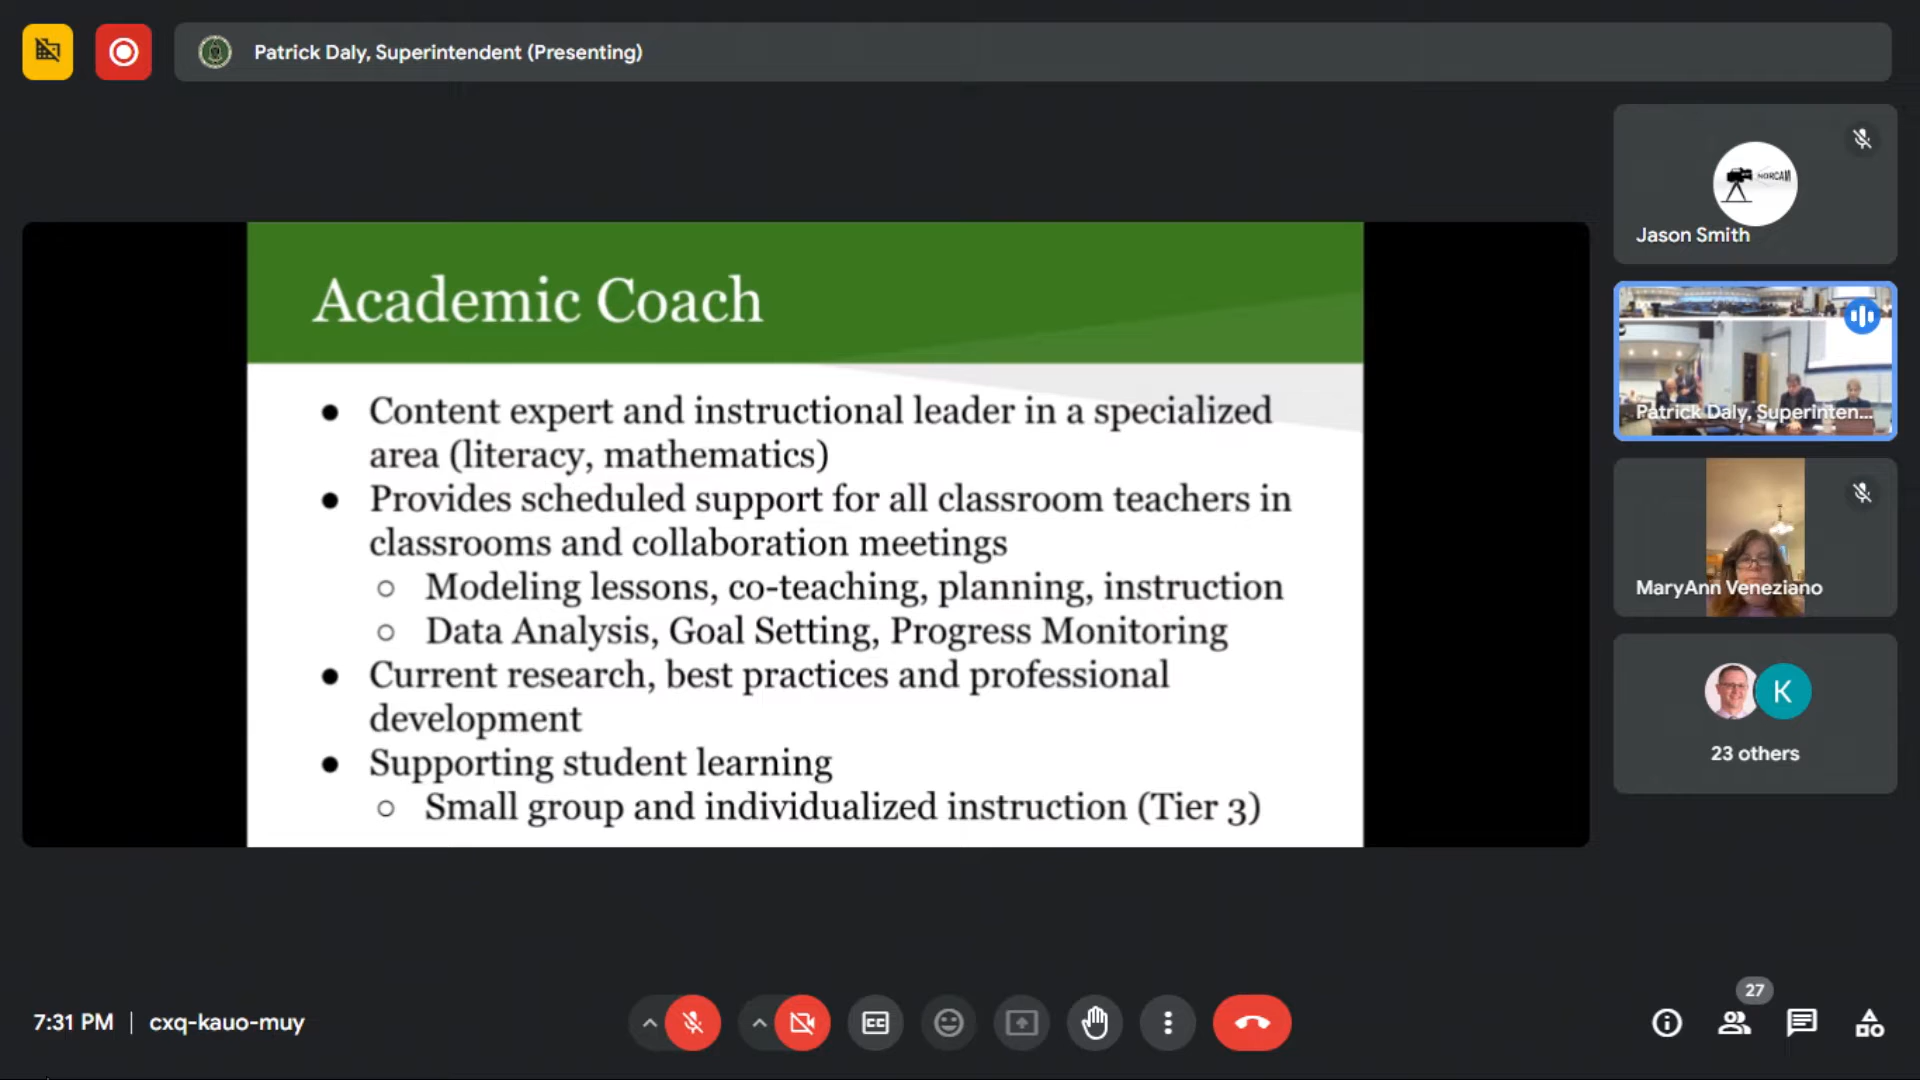 Patrick Daly, Superintendent (Presenting)
Academic Coach
● Content expert and instructional leader in a specialized
area (literacy, mathematics)
● Provides scheduled support for all classroom teachers in
classrooms and collaboration meetings
○ Modeling lessons, co-teaching, planning, instruction
○ Data Analysis, Goal Setting, Progress Monitoring
● Current research, best practices and professional
development
● Supporting student learning
○ Small group and individualized instruction (Tier 3)
NORCAM
Jason Smith
Patrick Daly, Superinten...
MaryAnn Veneziano
K
23 others
7:31 PM | cxq-kauo-muy
CC
27